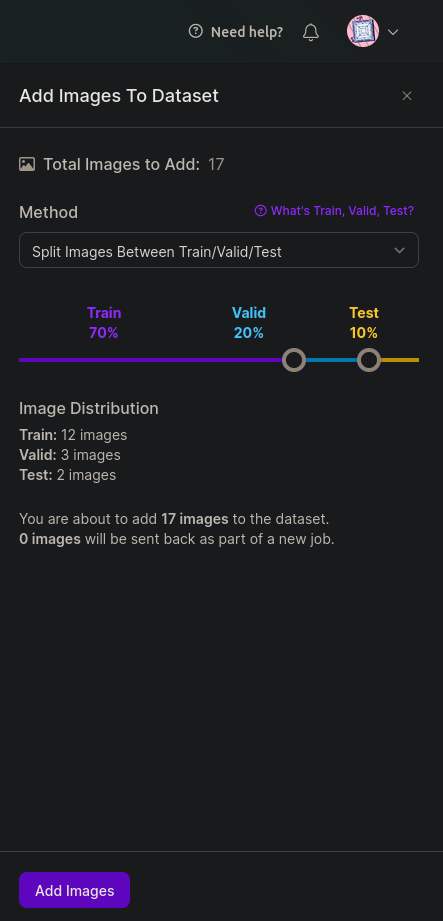 Need help?
Add Images To Dataset
Total Images to Add: 17
Method
What's Train, Valid, Test?
Split Images Between Train/Valid/Test
Train
70%
Valid
20%
Test
10%
Image Distribution
Train: 12 images
Valid: 3 images
Test: 2 images
You are about to add 17 images to the dataset.
0 images will be sent back as part of a new job.
Add Images